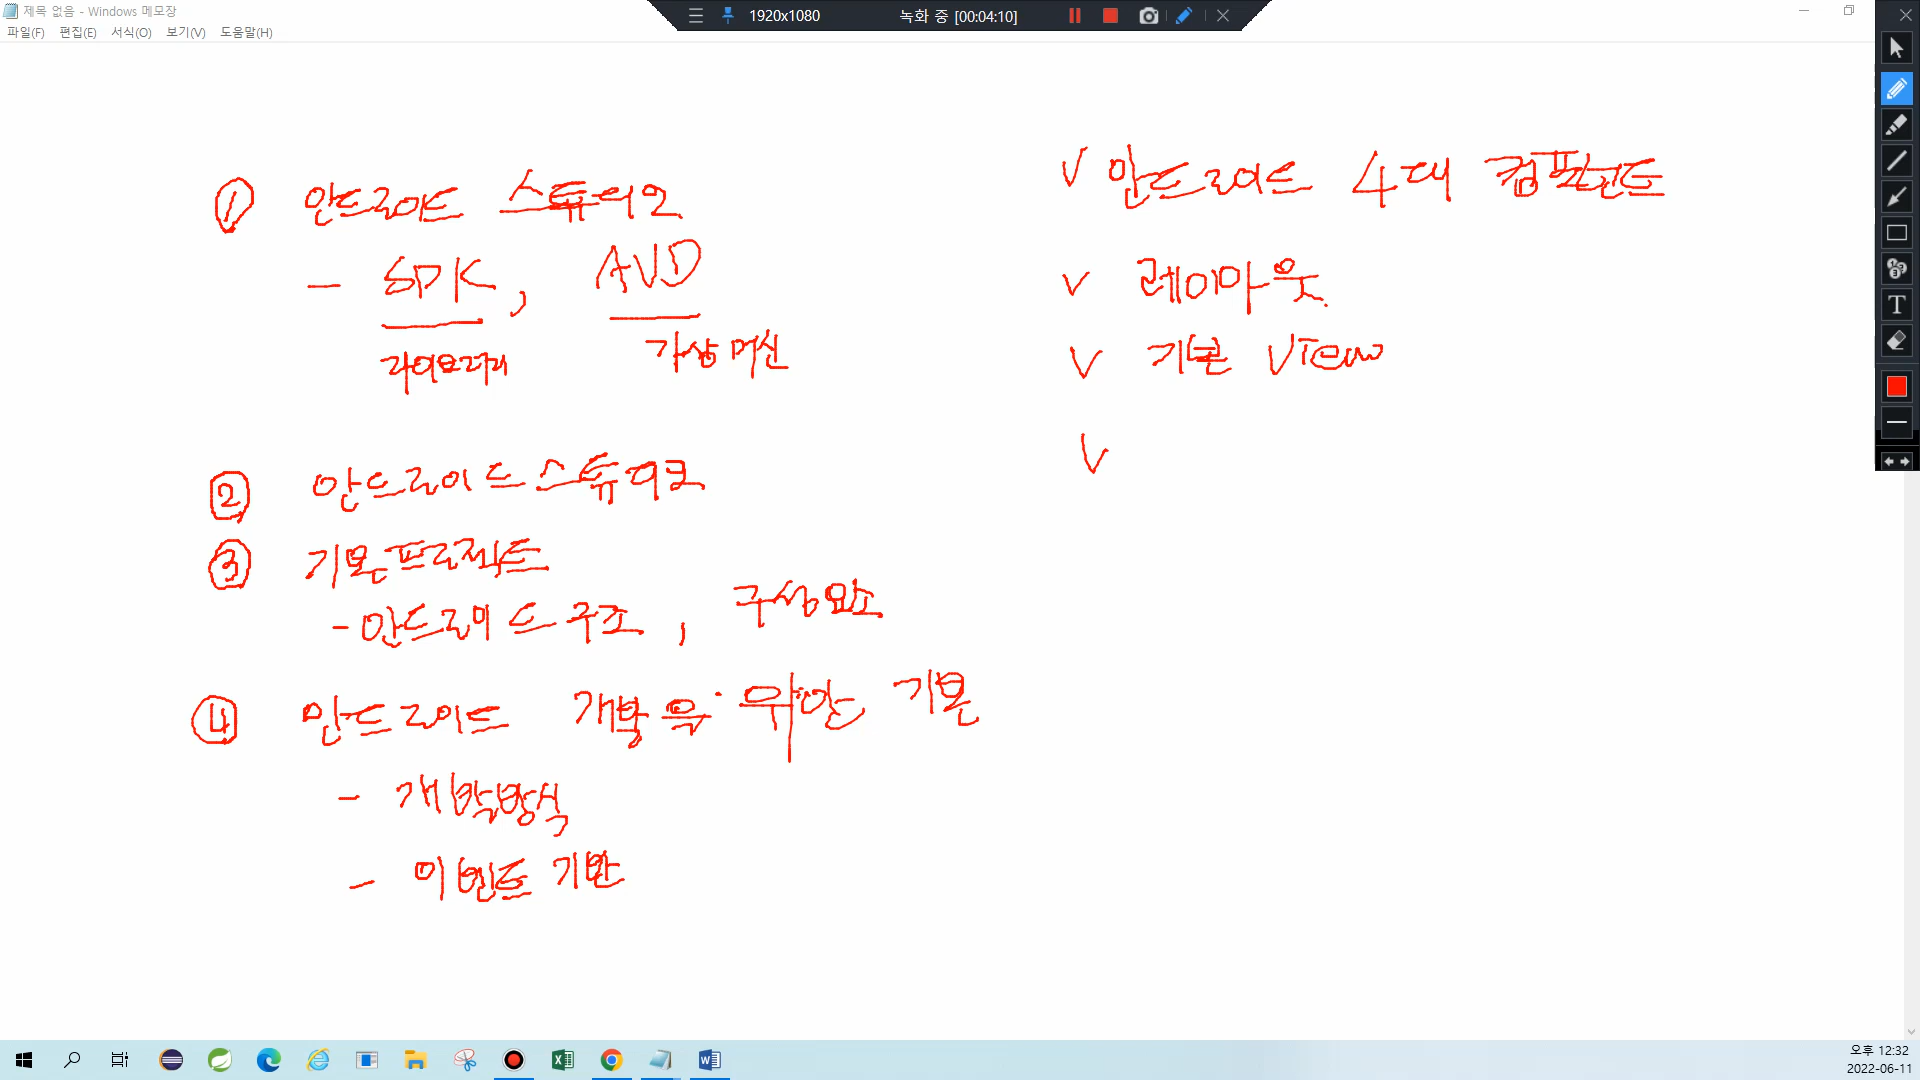 제목 없음 - Windows 메모장
파일(F) 편집(E) 서식(O) 보기(V) 도움말(H)
1920x1080 녹화 중 [00:04:10]
① 안드로이드 스튜디오
- SDK, AVD
라이브러리 가상머신
② 안드로이드 스튜디오
③ 기본프로젝트
- 안드로이드 구조, 구성요소
④ 안드로이드 개발을 위한 기본
- 개발방식
- 이벤트 기반
V 안드로이드 4대 컴포넌트
V 레이아웃
V 기본 View
V
오후 12:32
2022-06-11